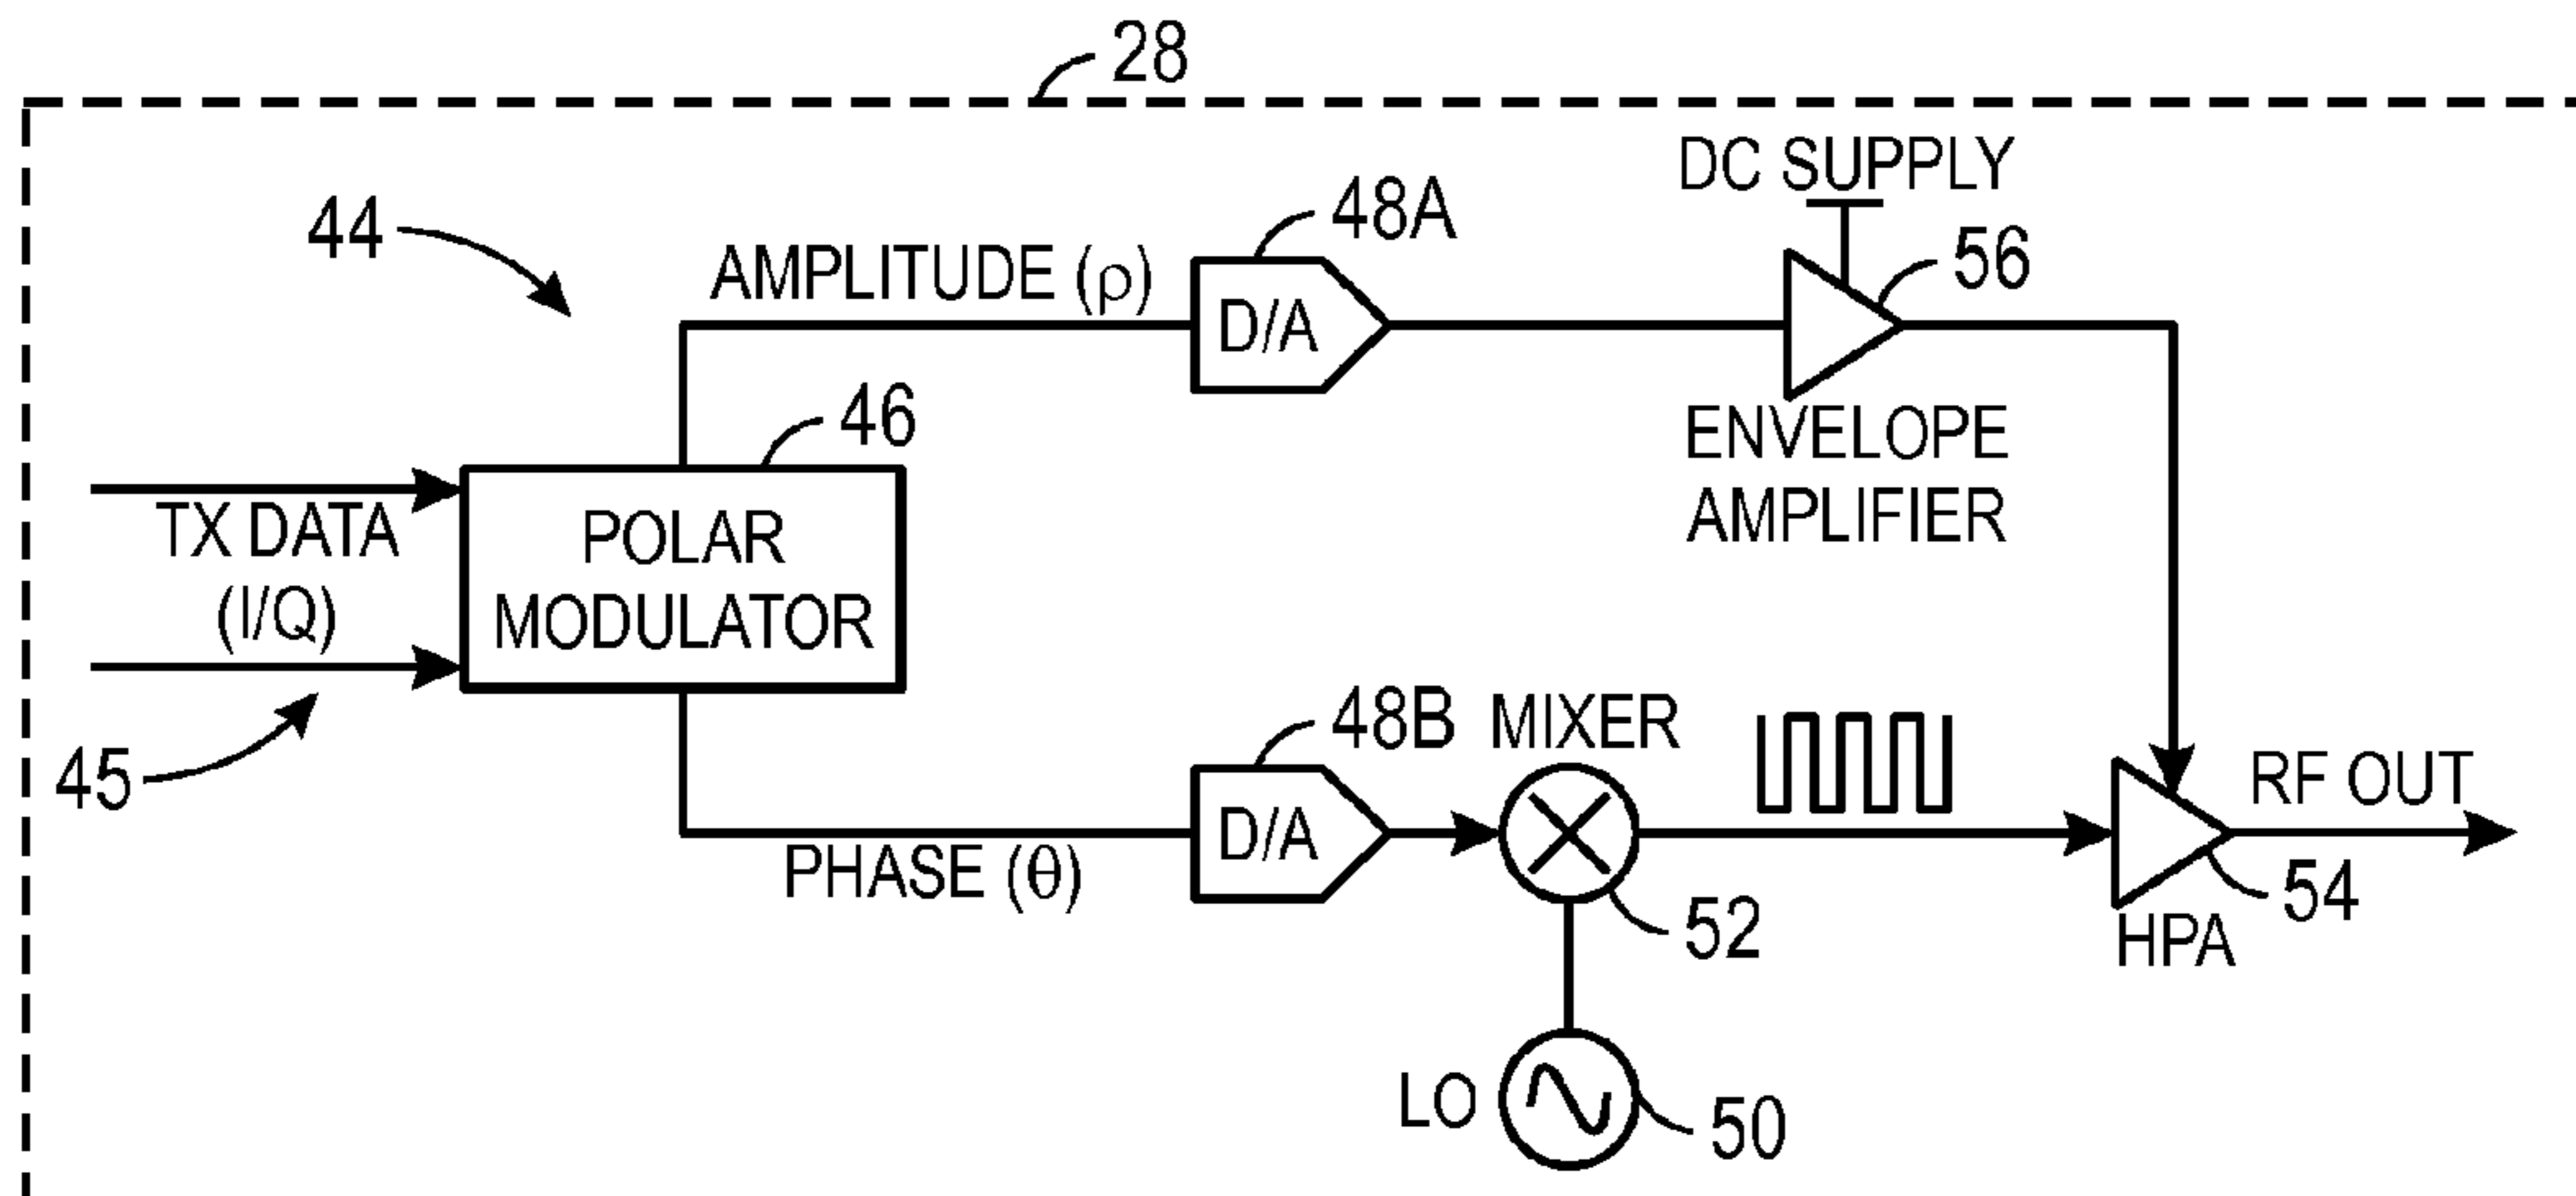 28
DC SUPPLY
44
48A
56
AMPLITUDE (ρ)
D/A
46
ENVELOPE
AMPLIFIER
TX DATA
(I/Q)
POLAR
MODULATOR
45
48B
MIXER
RF OUT
D/A
PHASE (θ)
54
52
HPA
LO
50